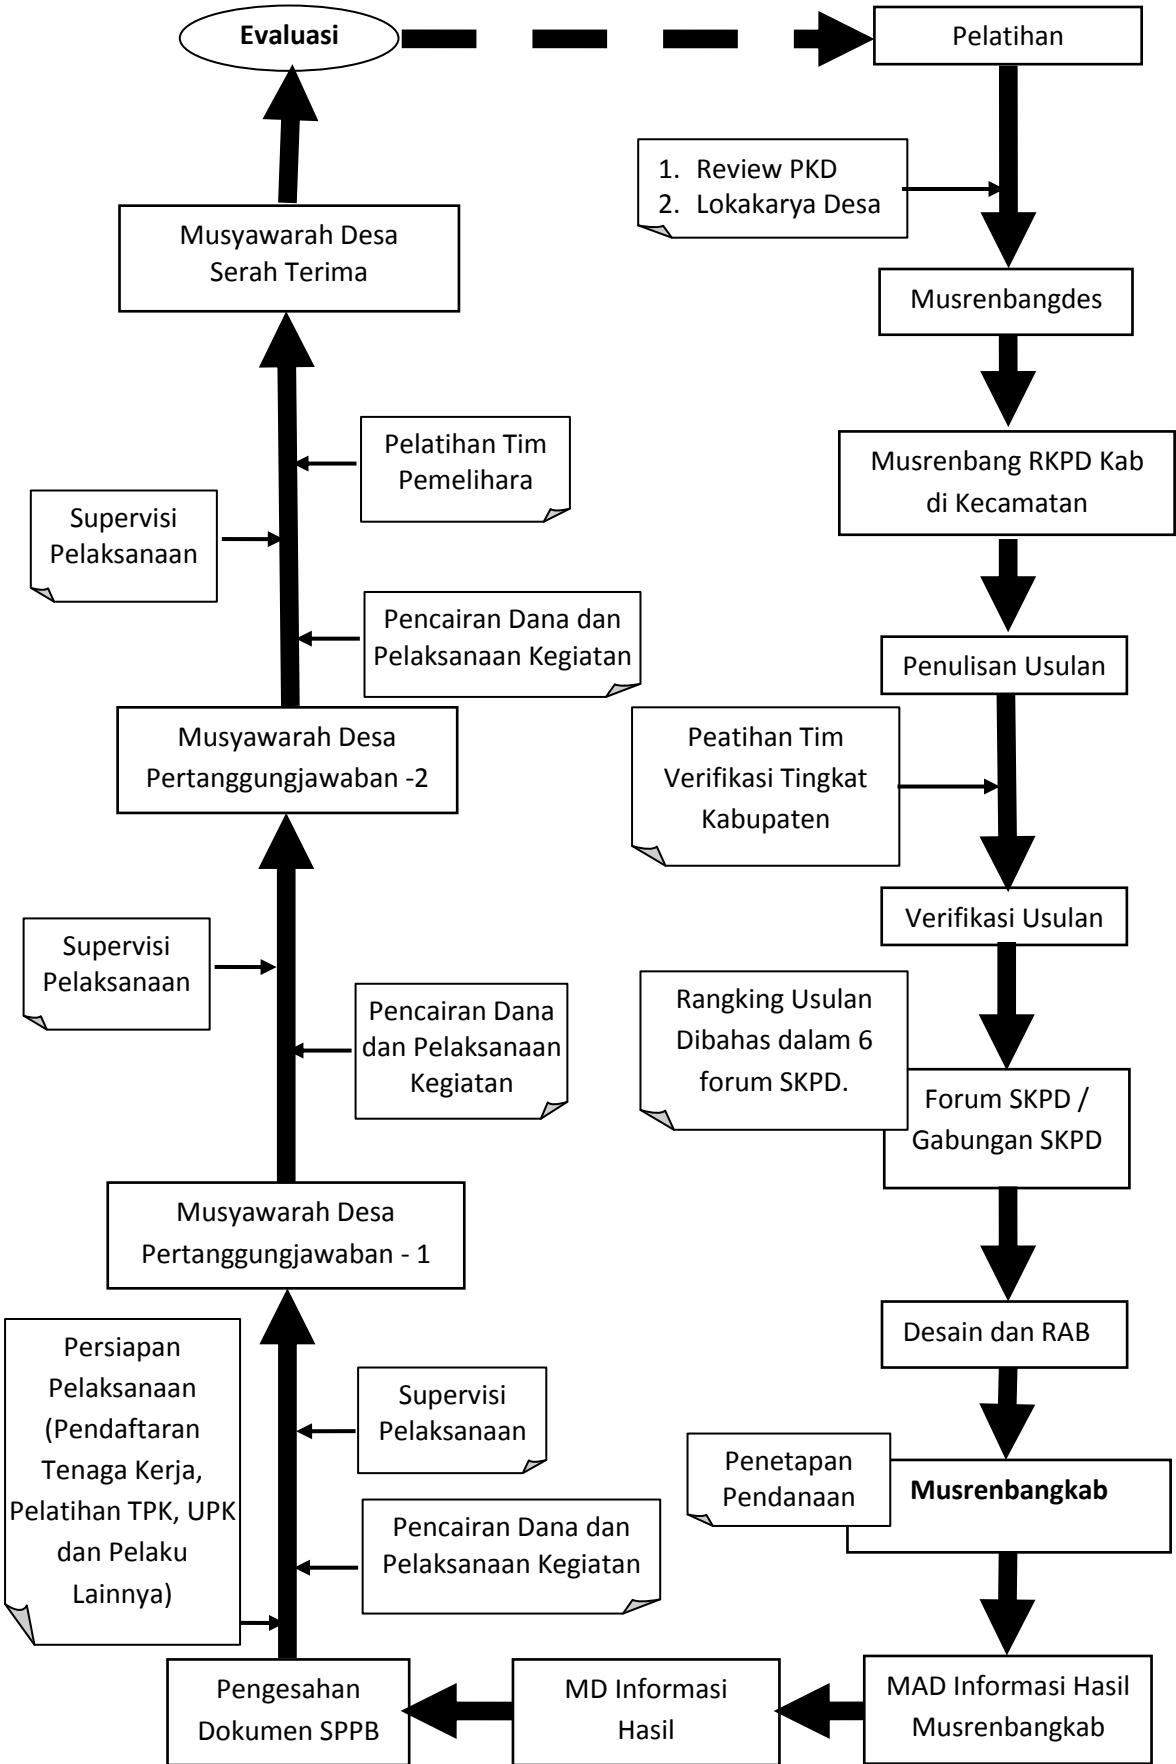 Evaluasi
Pelatihan
1. Review PKD
2. Lokakarya Desa
Musyawarah Desa
Serah Terima
Musrenbangdes
Pelatihan Tim
Pemelihara
Musrenbang RKPD Kab
di Kecamatan
Supervisi
Pelaksanaan
Pencairan Dana dan
Pelaksanaan Kegiatan
Penulisan Usulan
Musyawarah Desa
Pertanggungjawaban -2
Peatihan Tim
Verifikasi Tingkat
Kabupaten
Verifikasi Usulan
Supervisi
Pelaksanaan
Rangking Usulan
Dibahas dalam 6
forum SKPD.
Pencairan Dana
dan Pelaksanaan
Kegiatan
Forum SKPD /
Gabungan SKPD
Musyawarah Desa
Pertanggungjawaban - 1
Desain dan RAB
Persiapan
Pelaksanaan
(Pendaftaran
Tenaga Kerja,
Pelatihan TPK, UPK
dan Pelaku
Lainnya)
Supervisi
Pelaksanaan
Penetapan
Pendanaan
Musrenbangkab
Pencairan Dana dan
Pelaksanaan Kegiatan
Pengesahan
Dokumen SPPB
MD Informasi
Hasil
MAD Informasi Hasil
Musrenbangkab